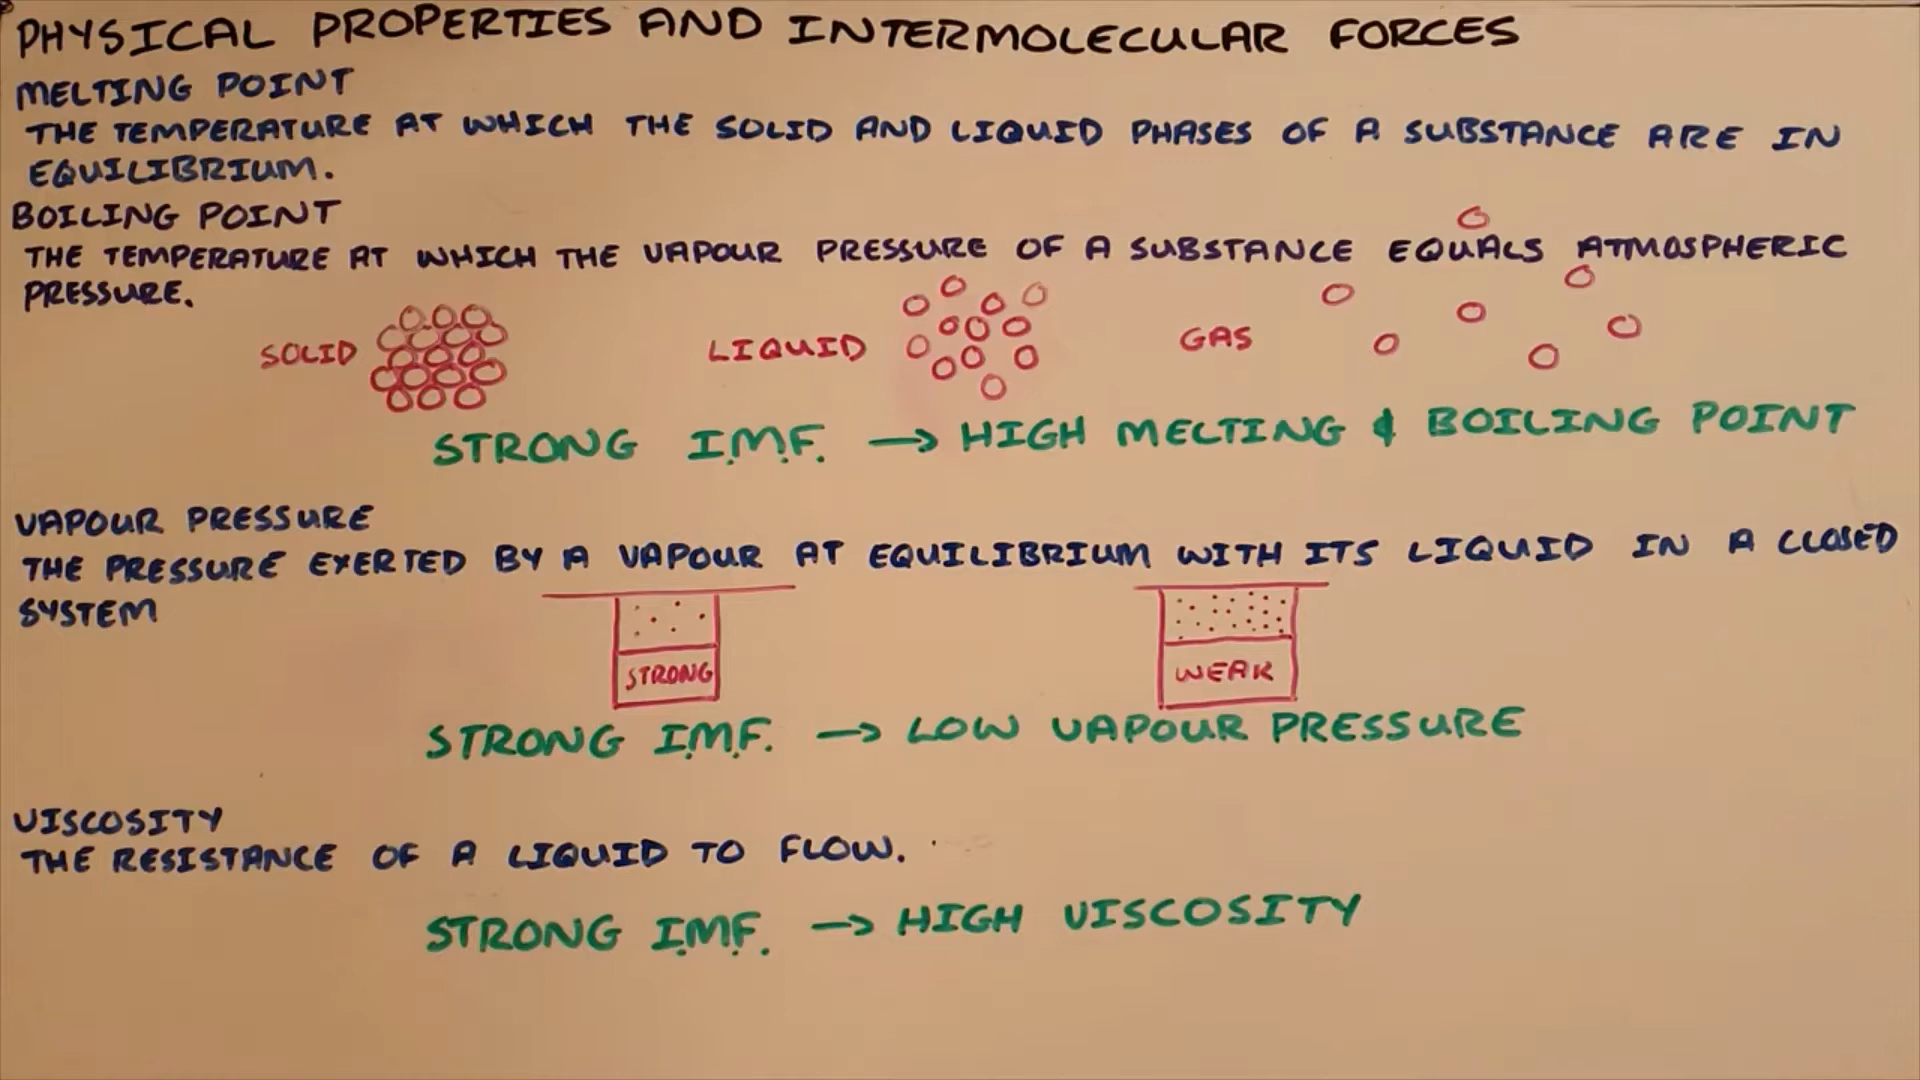 PHYSICAL PROPERTIES AND INTERMOLECULAR FORCES
MELTING POINT
THE TEMPERATURE AT WHICH THE SOLID AND LIQUID PHASES OF A SUBSTANCE ARE IN
EQUILIBRIUM.
BOILING POINT
THE TEMPERATURE AT WHICH THE VAPOUR PRESSURE OF A SUBSTANCE EQUALS ATMOSPHERIC
PRESSURE.
SOLID LIQUID GAS
STRONG I.M.F. → HIGH MELTING & BOILING POINT
VAPOUR PRESSURE
THE PRESSURE EXERTED BY A VAPOUR AT EQUILIBRIUM WITH ITS LIQUID IN A CLOSED
SYSTEM
STRONG WEAK
STRONG I.M.F. → LOW VAPOUR PRESSURE
VISCOSITY
THE RESISTANCE OF A LIQUID TO FLOW.
STRONG I.M.F. → HIGH VISCOSITY